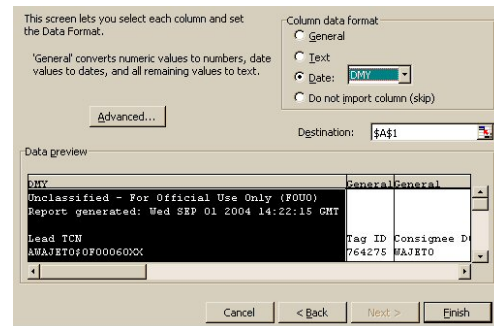 This screen lets you select each column and set
the Data Format.
'General' converts numeric values to numbers, date
values to dates, and all remaining values to text.
Advanced...
Column data format
General
Text
Date: DMY
Do not import column (skip)
Destination: $A$1
Data preview
DMY General General
Unclassified - For Official Use Only (FOUO)
Report generated: Wed SEP 01 2004 14:22:15 GMT
Lead TCN Tag ID Consignee
AWAJET0$0F00060XX 764275 WAJET0
Cancel < Back Next > Finish